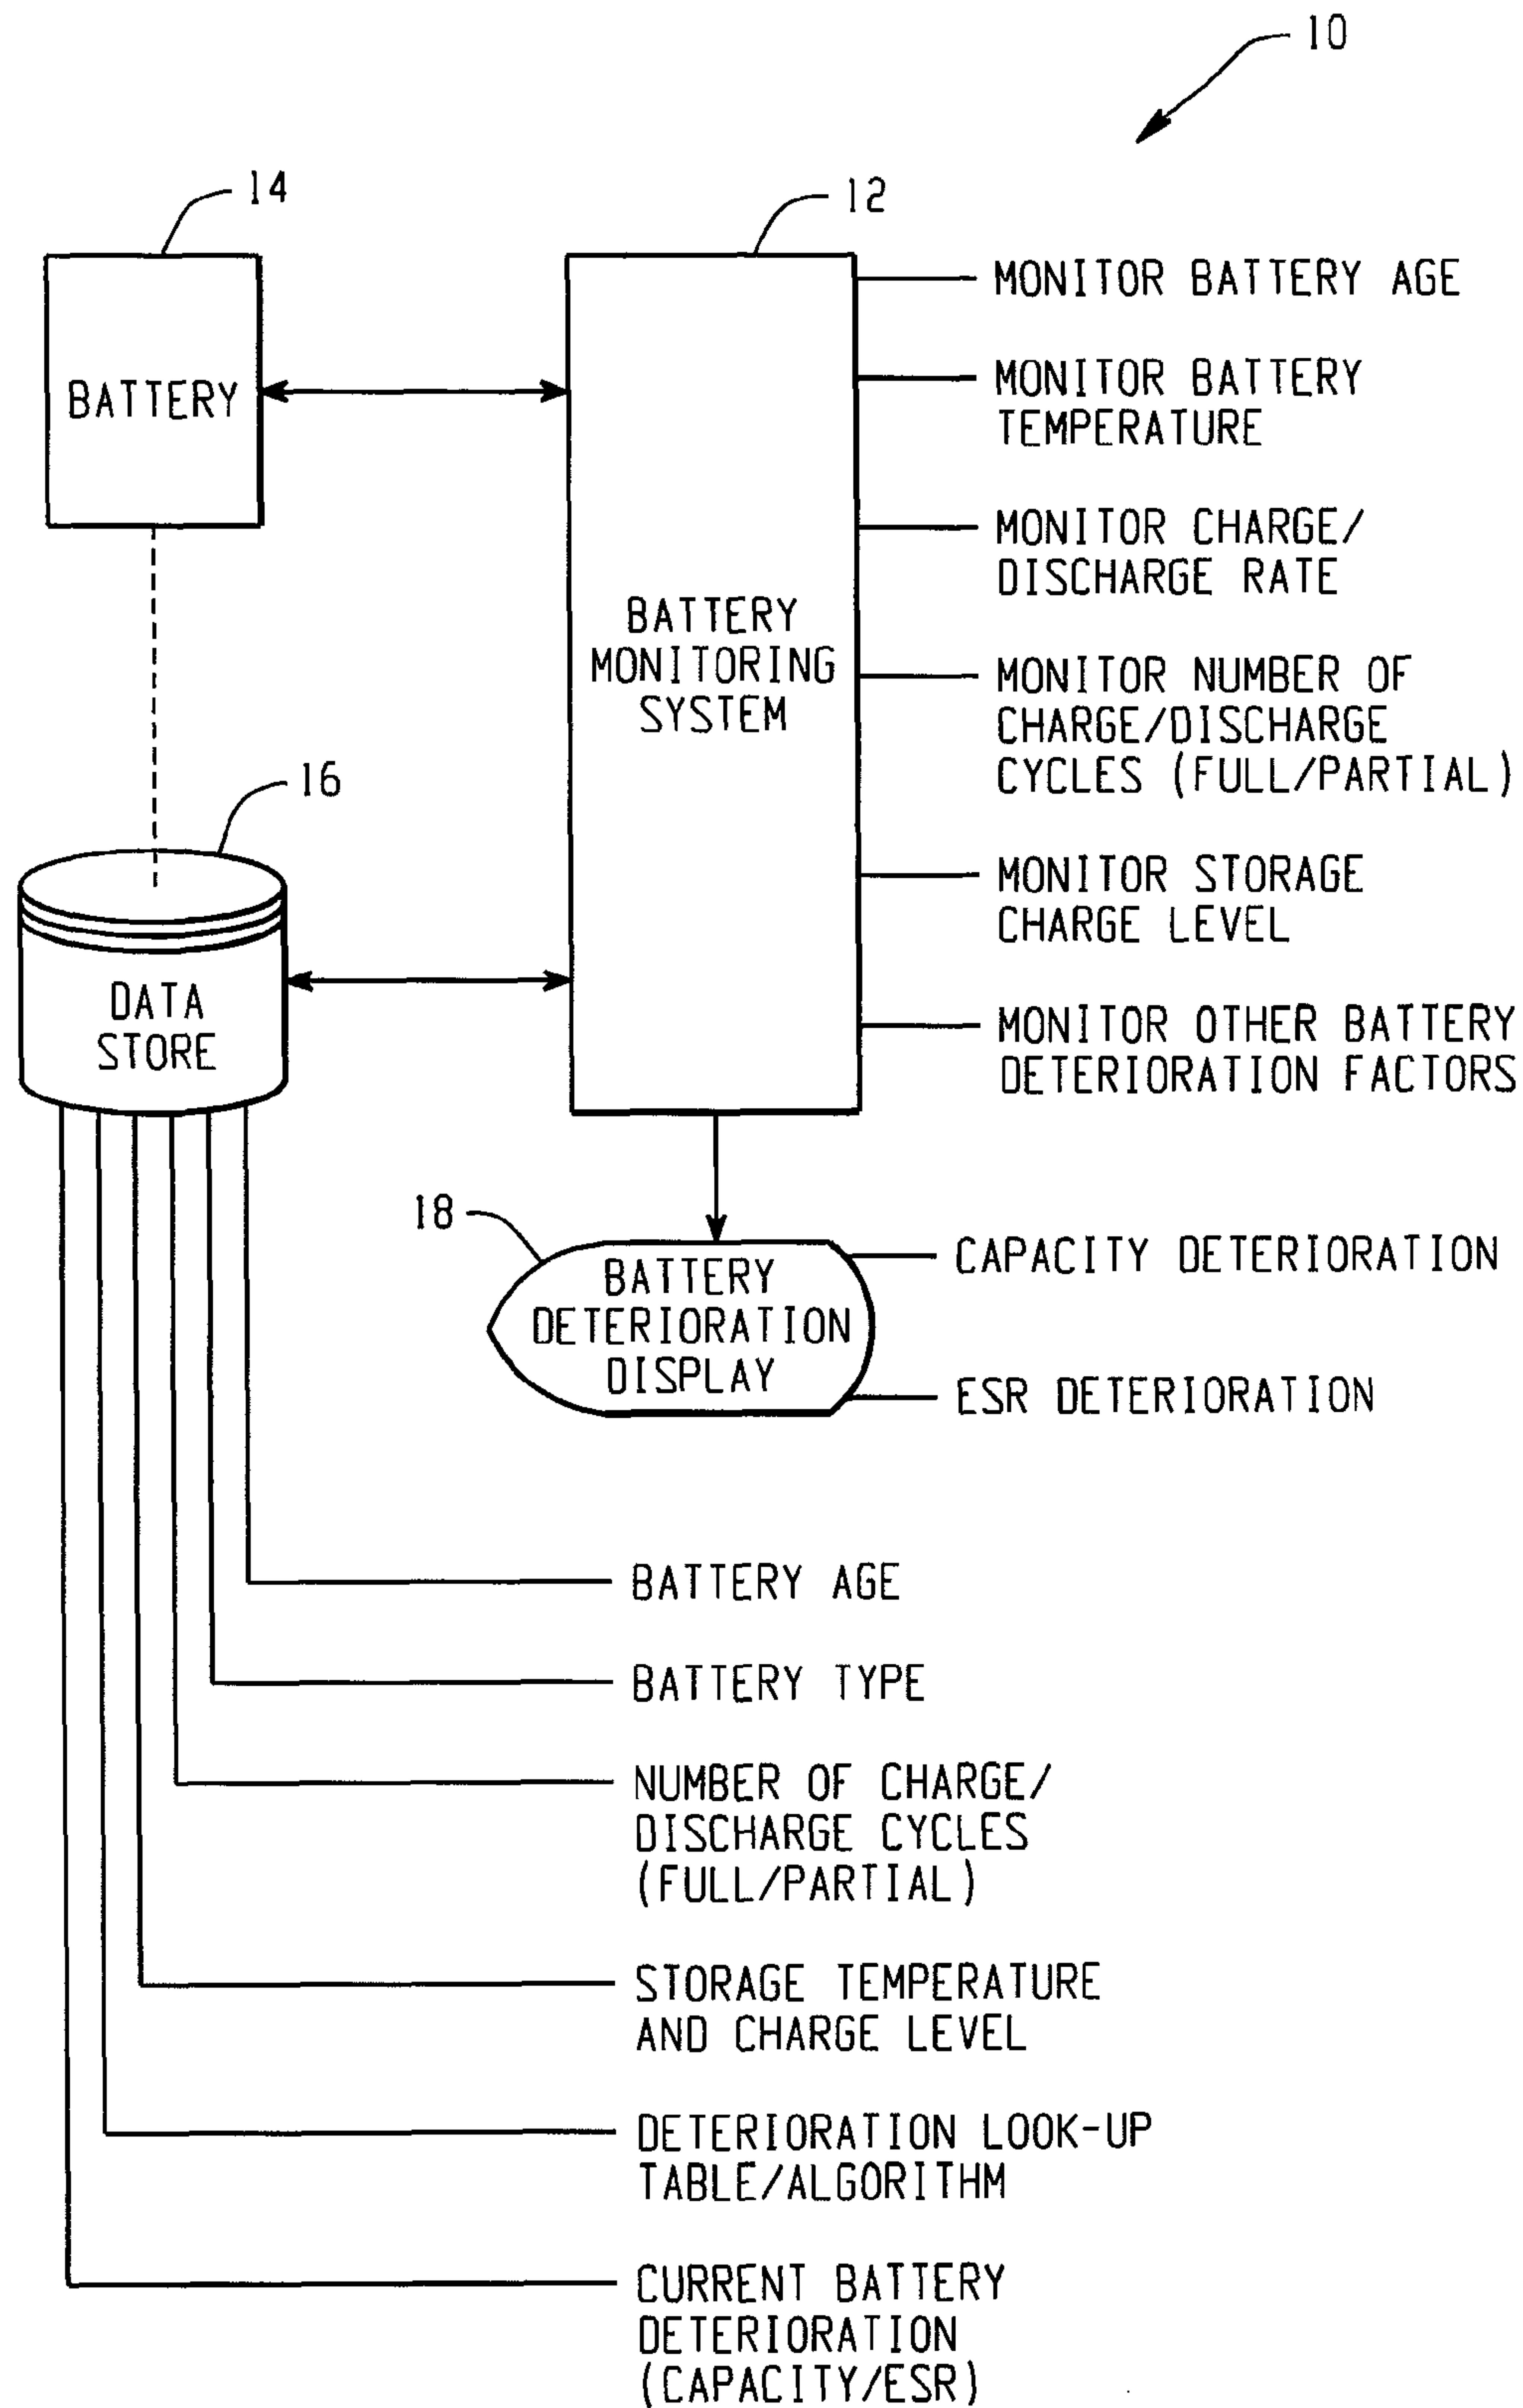 10
14
12
BATTERY
BATTERY
MONITORING
SYSTEM
MONITOR BATTERY AGE
MONITOR BATTERY
TEMPERATURE
MONITOR CHARGE/
DISCHARGE RATE
MONITOR NUMBER OF
CHARGE/DISCHARGE
CYCLES (FULL/PARTIAL)
MONITOR STORAGE
CHARGE LEVEL
MONITOR OTHER BATTERY
DETERIORATION FACTORS
16
DATA
STORE
18
BATTERY
DETERIORATION
DISPLAY
CAPACITY DETERIORATION
ESR DETERIORATION
BATTERY AGE
BATTERY TYPE
NUMBER OF CHARGE/
DISCHARGE CYCLES
(FULL/PARTIAL)
STORAGE TEMPERATURE
AND CHARGE LEVEL
DETERIORATION LOOK-UP
TABLE/ALGORITHM
CURRENT BATTERY
DETERIORATION
(CAPACITY/ESR)